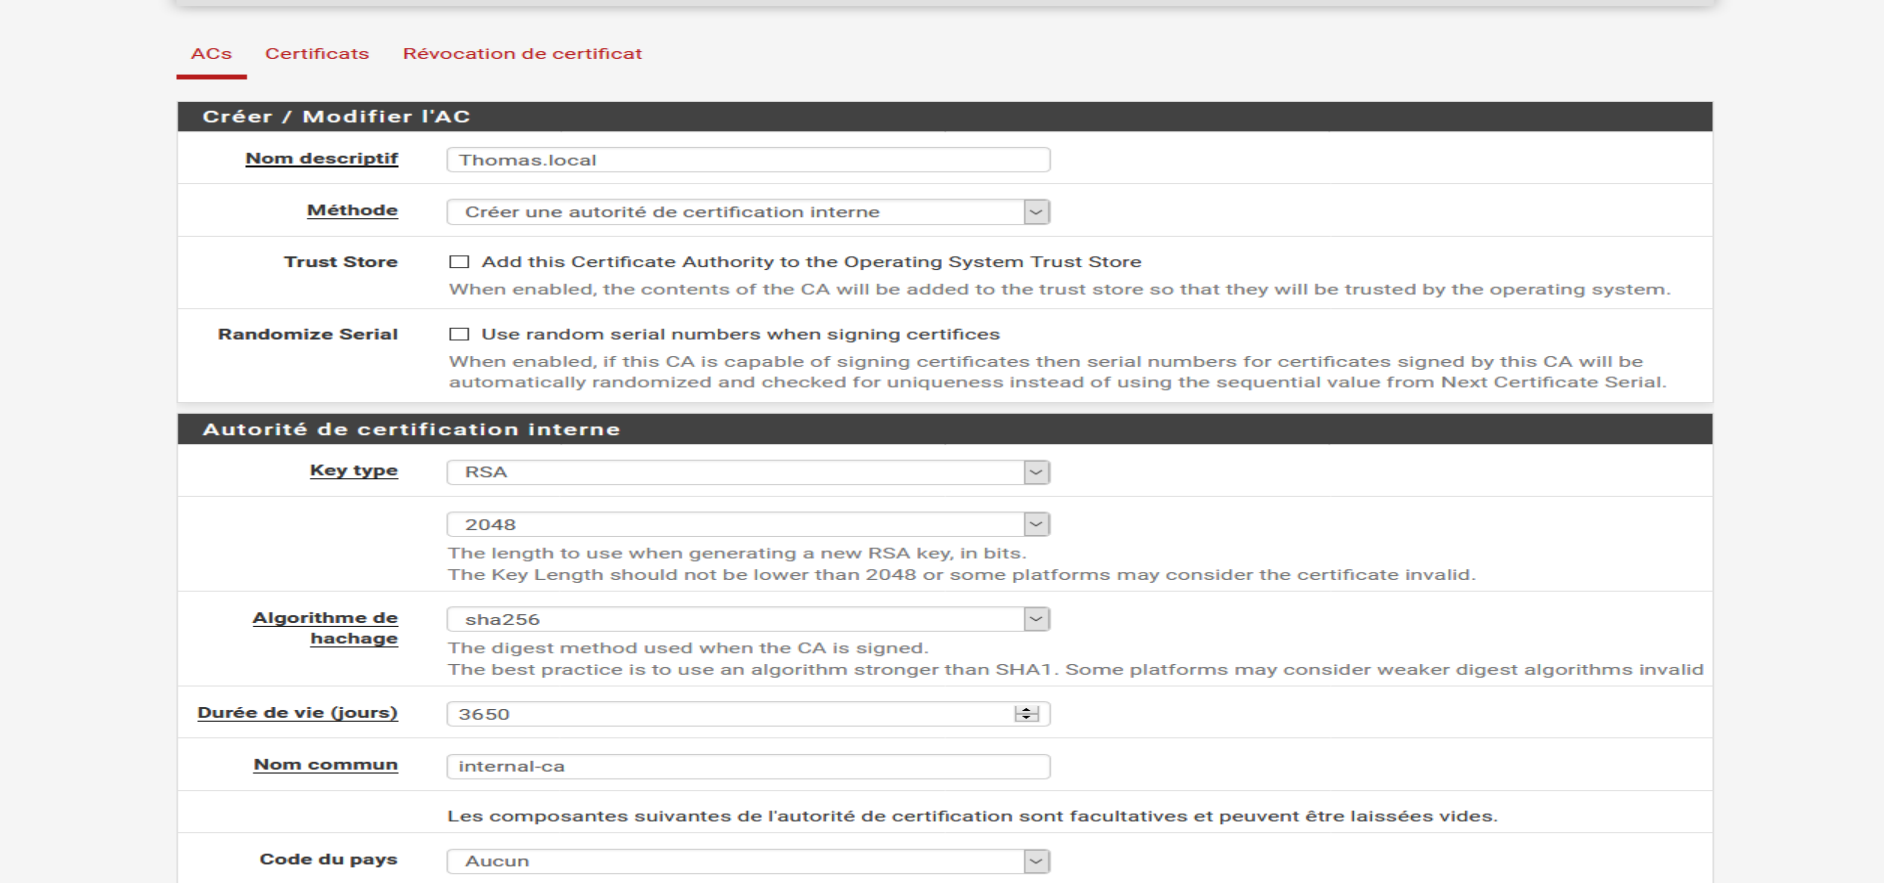 ACs Certificats Révocation de certificat
Créer / Modifier l'AC
Nom descriptif Thomas.local
Méthode Créer une autorité de certification interne
Trust Store Add this Certificate Authority to the Operating System Trust Store
When enabled, the contents of the CA will be added to the trust store so that they will be trusted by the operating system.
Randomize Serial Use random serial numbers when signing certifices
When enabled, if this CA is capable of signing certificates then serial numbers for certificates signed by this CA will be
automatically randomized and checked for uniqueness instead of using the sequential value from Next Certificate Serial.
Autorité de certification interne
Key type RSA
2048
The length to use when generating a new RSA key, in bits.
The Key Length should not be lower than 2048 or some platforms may consider the certificate invalid.
Algorithme de hachage sha256
The digest method used when the CA is signed.
The best practice is to use an algorithm stronger than SHA1. Some platforms may consider weaker digest algorithms invalid
Durée de vie (jours) 3650
Nom commun internal-ca
Les composantes suivantes de l'autorité de certification sont facultatives et peuvent être laissées vides.
Code du pays Aucun